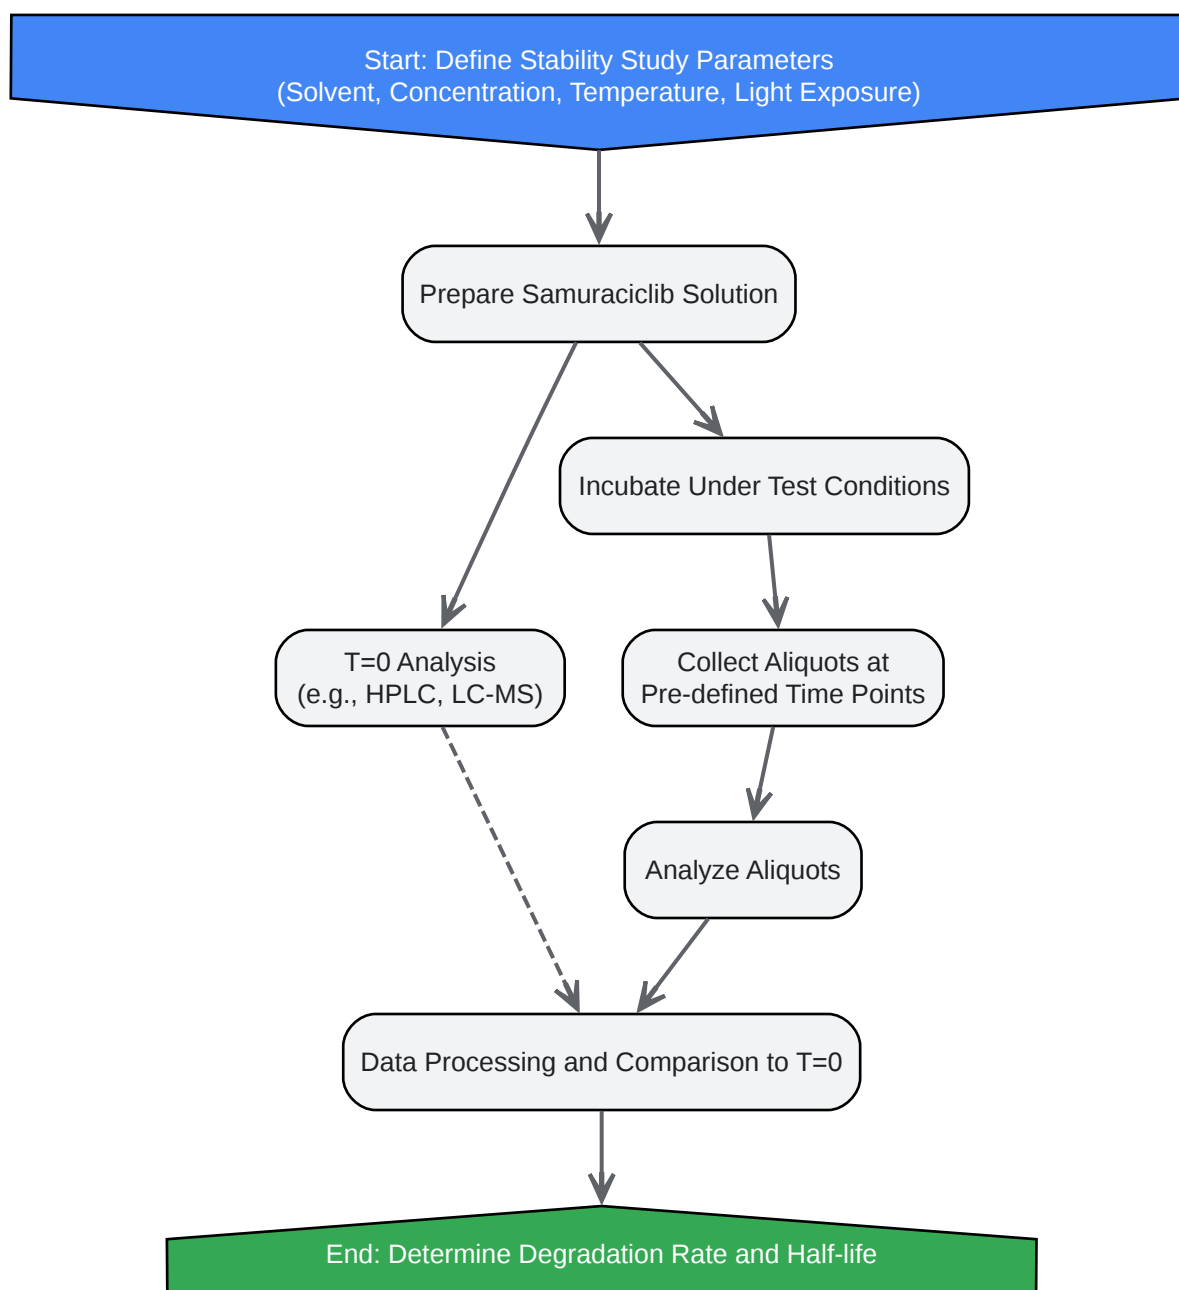 Start: Define Stability Study Parameters
(Solvent, Concentration, Temperature, Light Exposure)
Prepare Samuraciclib Solution
Incubate Under Test Conditions
T=0 Analysis
(e.g., HPLC, LC-MS)
Collect Aliquots at
Pre-defined Time Points
Analyze Aliquots
Data Processing and Comparison to T=0
End: Determine Degradation Rate and Half-life